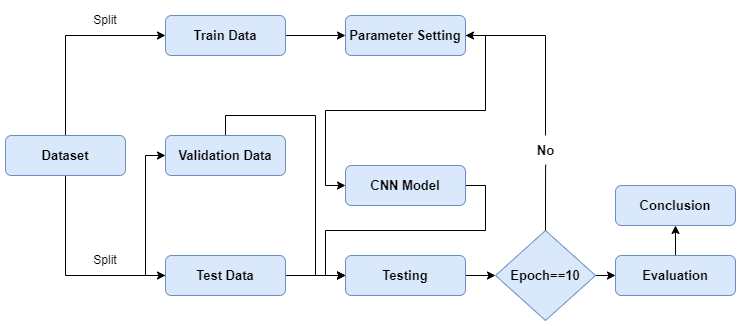 Split
Train Data
Parameter Setting
Dataset
Validation Data
No
CNN Model
Conclusion
Split
Test Data
Testing
Epoch==10
Evaluation